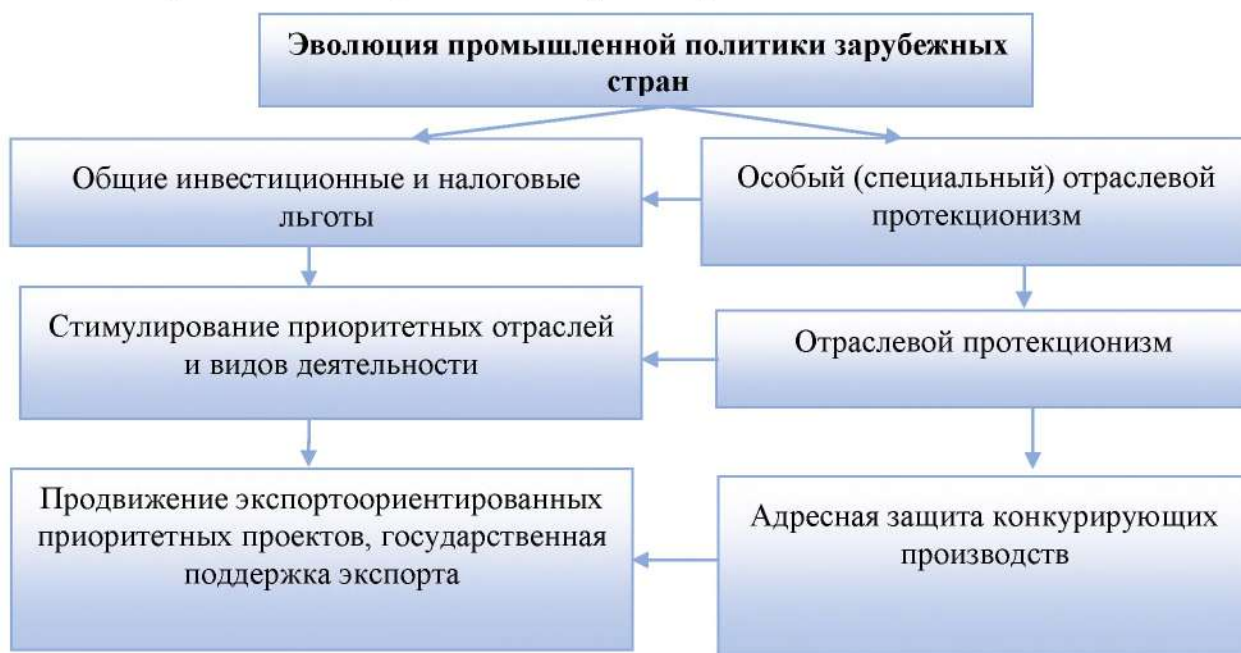 Эволюция промышленной политики зарубежных
стран
Общие инвестиционные и налоговые
льготы
Особый (специальный) отраслевой
протекционизм
Стимулирование приоритетных отраслей
и видов деятельности
Отраслевой протекционизм
Продвижение экспортоориентированных
приоритетных проектов, государственная
поддержка экспорта
Адресная защита конкурирующих
производств